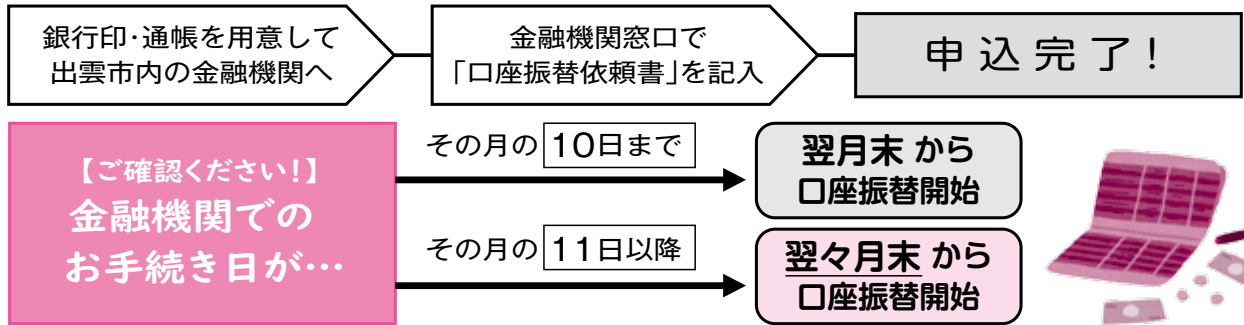 銀行印・通帳を用意して
出雲市内の金融機関へ
金融機関窓口で
「口座振替依頼書」を記入
申込完了！
【ご確認ください！】
金融機関での
お手続き日が…
その月の 10日まで
翌月末 から
口座振替開始
その月の 11日以降
翌々月末 から
口座振替開始